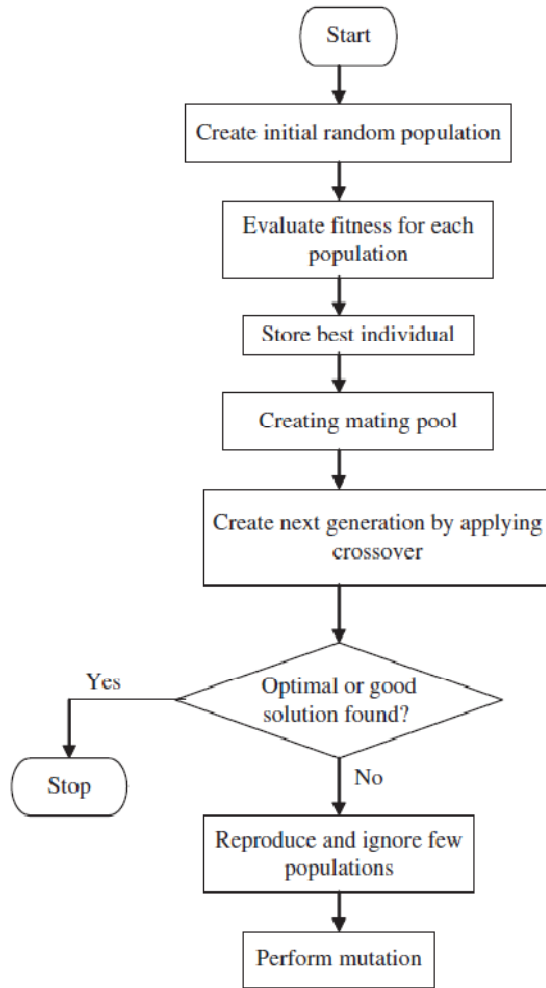 Start
Create initial random population
Evaluate fitness for each
population
Store best individual
Creating mating pool
Create next generation by applying
crossover
Yes
Optimal or good
solution found?
Stop
No
Reproduce and ignore few
populations
Perform mutation